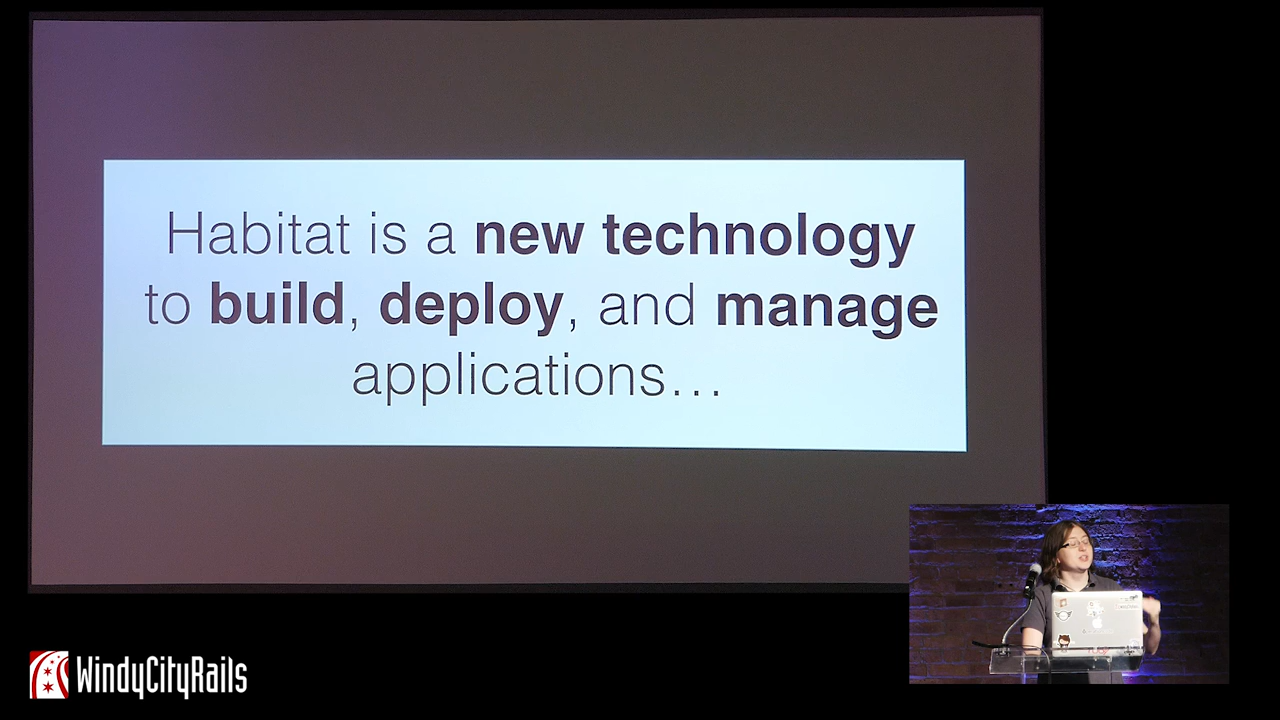 Habitat is a new technology
to build, deploy, and manage
applications…
WindyCityRails